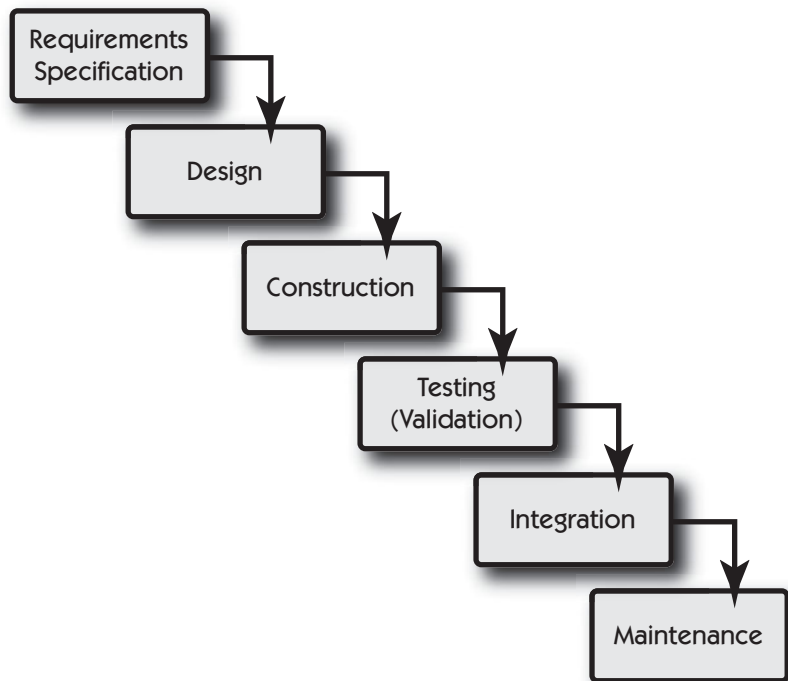 Requirements
Specification
Design
Construction
Testing
(Validation)
Integration
Maintenance